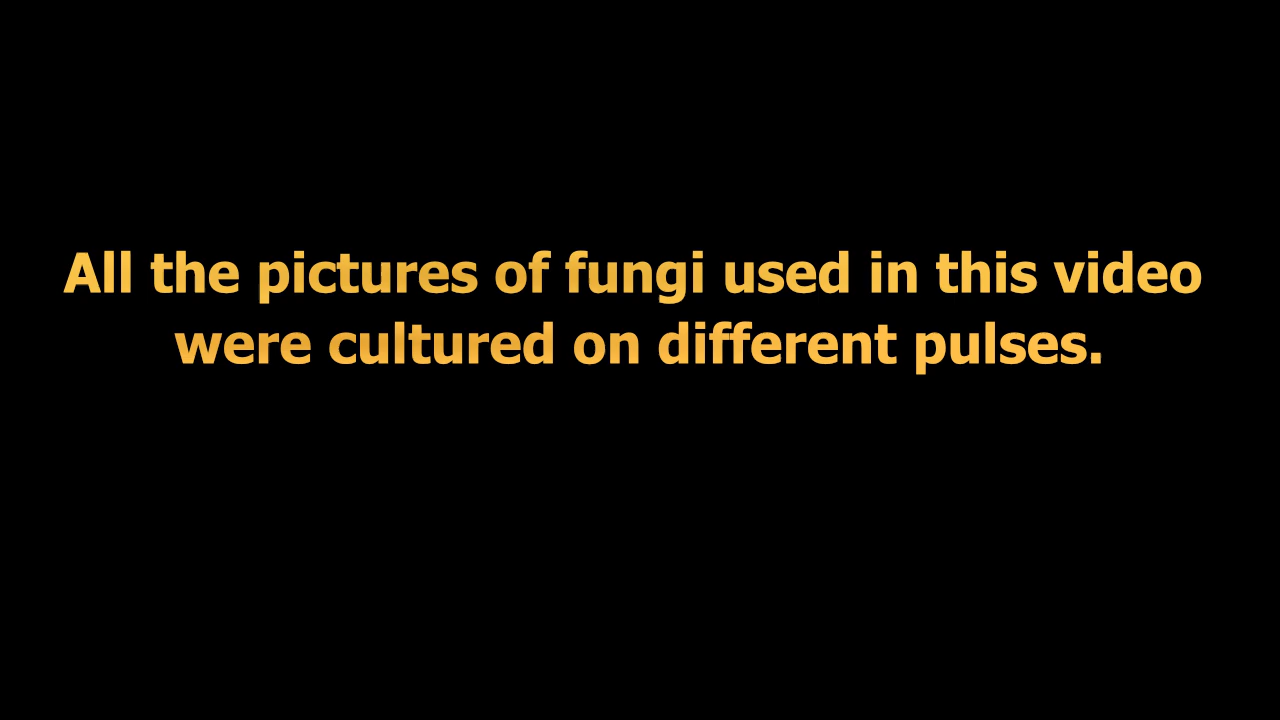 All the pictures of fungi used in this video
were cultured on different pulses.